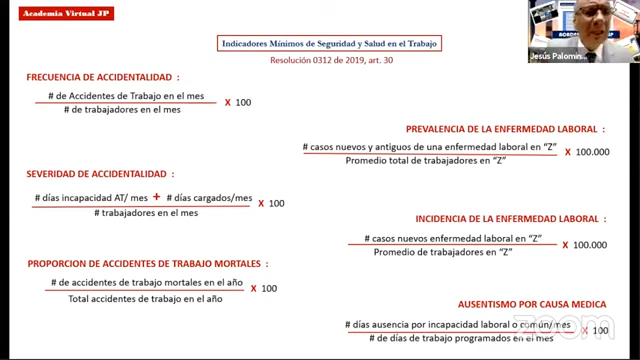 Academia Virtual JP
Indicadores Mínimos de Seguridad y Salud en el Trabajo
Resolución 0312 de 2019, art. 30
FRECUENCIA DE ACCIDENTALIDAD :
# de Accidentes de Trabajo en el mes
# de trabajadores en el mes
X 100
SEVERIDAD DE ACCIDENTALIDAD :
# días incapacidad AT/ mes + # días cargados/mes
# trabajadores en el mes
X 100
PROPORCION DE ACCIDENTES DE TRABAJO MORTALES :
# de accidentes de trabajo mortales en el año
Total accidentes de trabajo en el año
X 100
PREVALENCIA DE LA ENFERMEDAD LABORAL :
# casos nuevos y antiguos de una enfermedad laboral en “Z”
Promedio total de trabajadores en “Z”
X 100.000
INCIDENCIA DE LA ENFERMEDAD LABORAL :
# casos nuevos enfermedad laboral en “Z”
Promedio de trabajadores en “Z”
X 100.000
AUSENTISMO POR CAUSA MEDICA
# días ausencia por incapacidad laboral o común/mes
# de días de trabajo programados en el mes
X 100
Jesús Palomin...
zoom